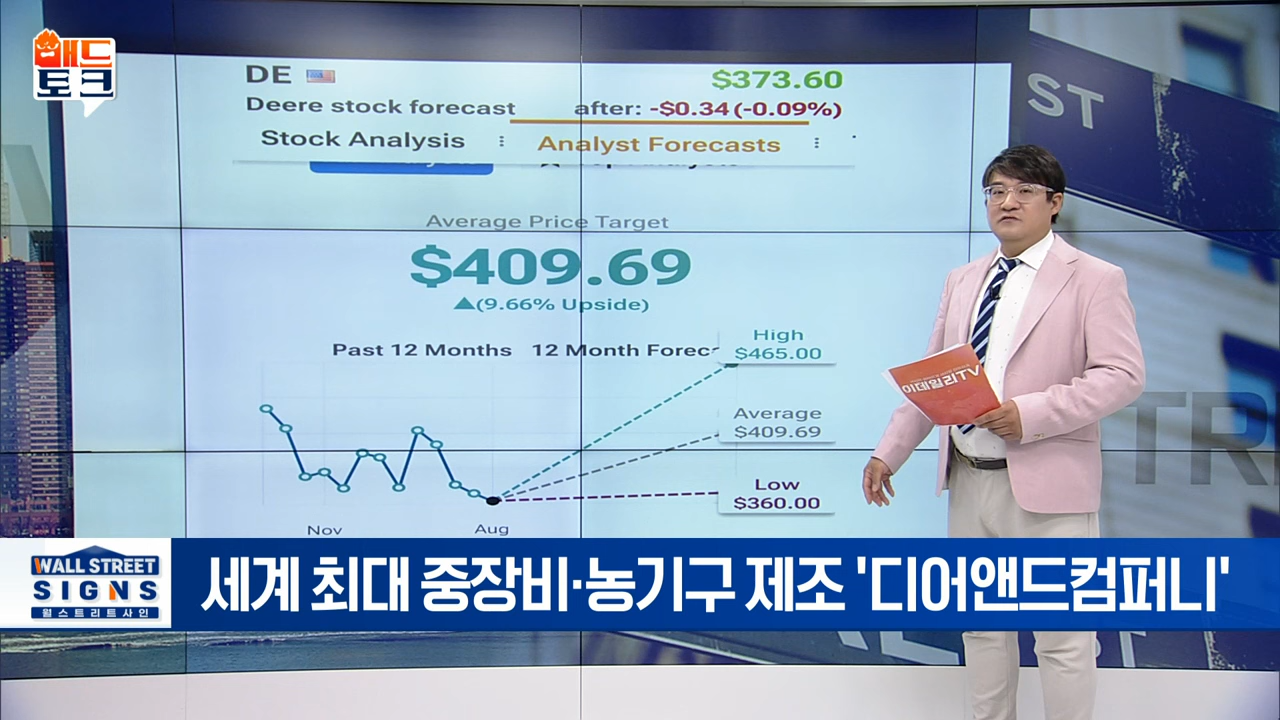 매드
토크
DE
$373.60
Deere stock forecast
after: -$0.34 (-0.09%)
Stock Analysis
Analyst Forecasts
Average Price Target
$409.69
▲(9.66% Upside)
Past 12 Months
12 Month Forec
High
$465.00
Average
$409.69
Low
$360.00
Nov
Aug
ST
TR
이데일리TV
WALL STREET
SIGNS
월스트리트사인
세계 최대 중장비·농기구 제조 '디어앤드컴퍼니'